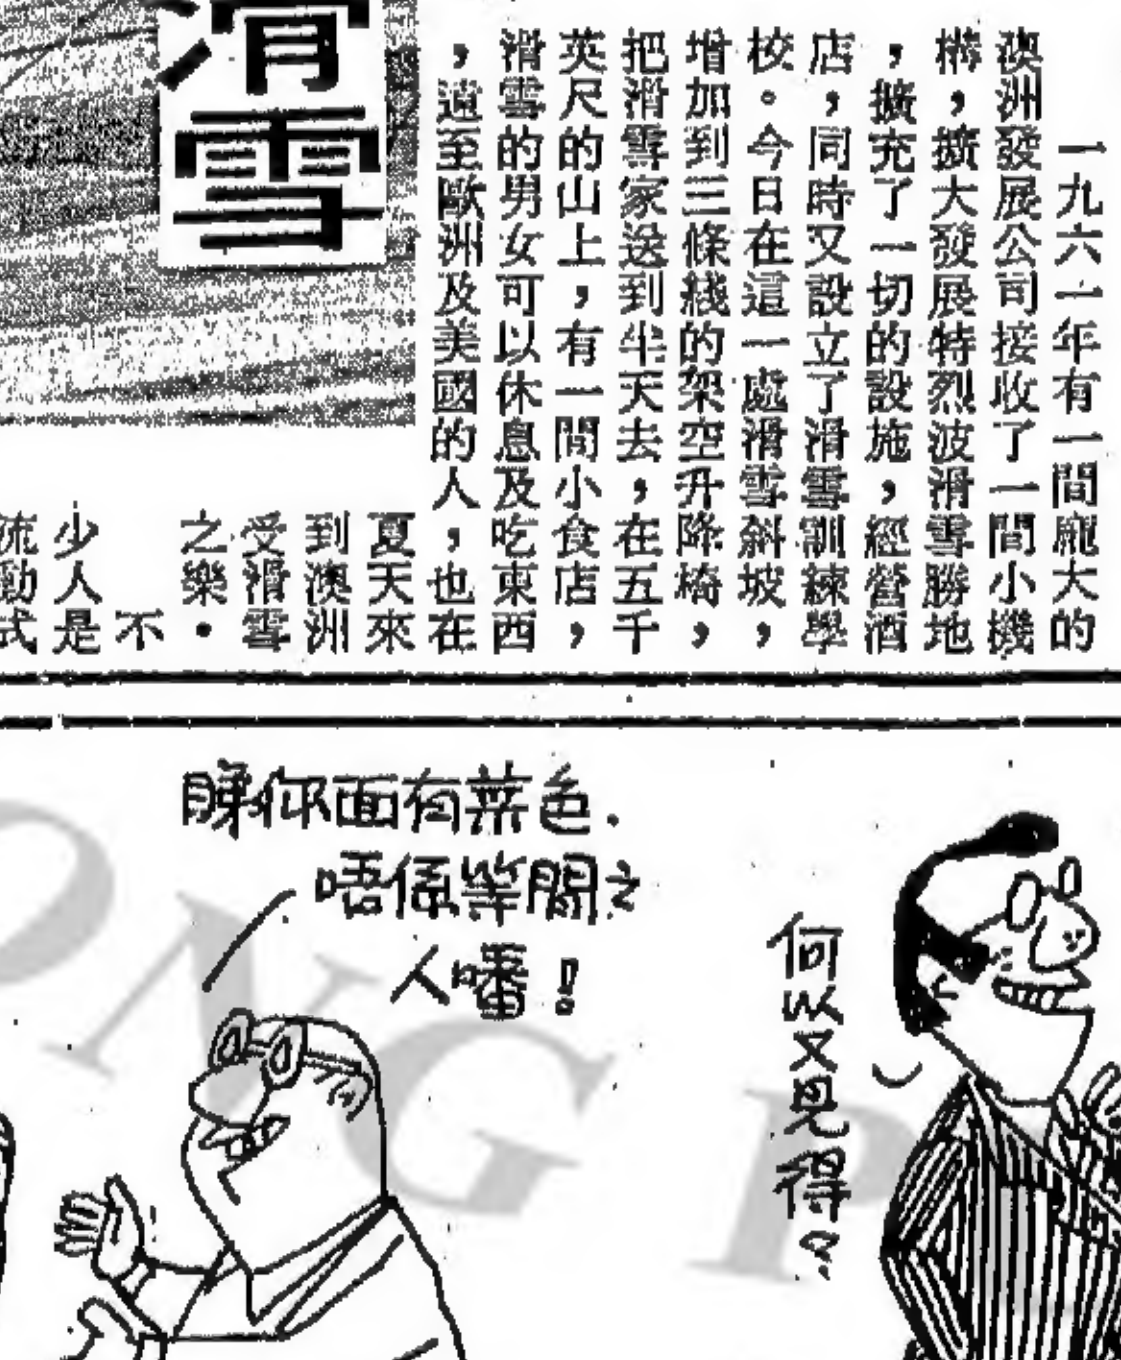 滑雪
一九六一年有一間龐大的
澳洲發展公司接收了一間小機
構，擴大發展特烈波滑雪勝地
，擴充了一切的設施，經營酒
店，同時又設立了滑雪訓練學
校。今日在這一處滑雪斜坡，
增加到三條綫的架空升降椅，
把滑雪家送到半天去，在五千
英尺的山上，有一間小食店，
滑雪的男女可以休息及吃東西
，遠至歐洲及美國的人，也在
夏天來
到澳洲
受滑雪
之樂。
不
少人是
流動式
睇你面有菜色．
唔係等閒之
人噃！
何以又見得？